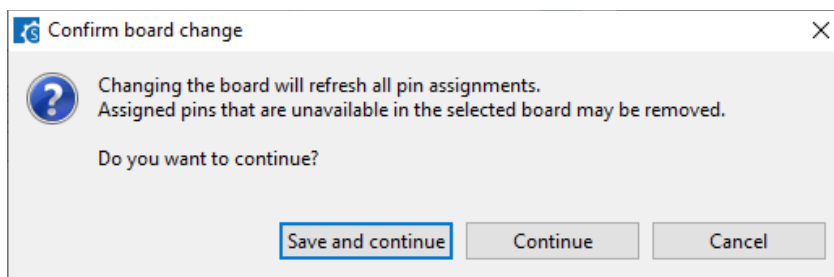 Confirm board change
Changing the board will refresh all pin assignments.
Assigned pins that are unavailable in the selected board may be removed.
Do you want to continue?
Save and continue
Continue
Cancel